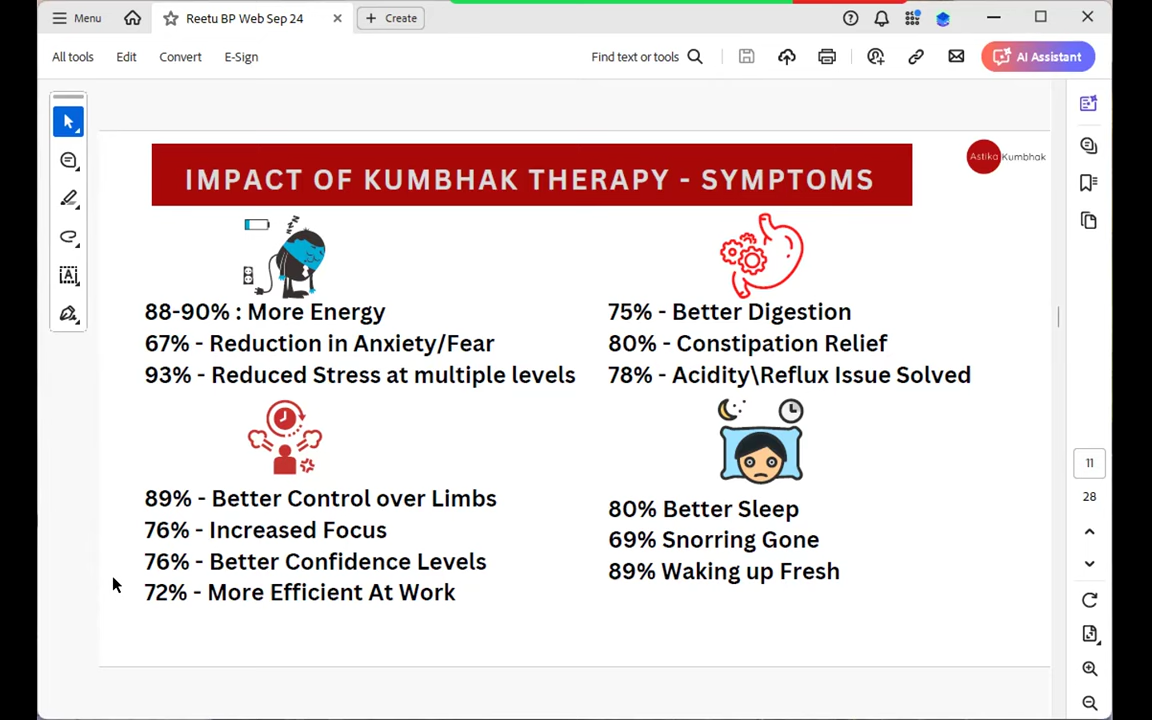 Menu
Reetu BP Web Sep 24
Create
All tools
Edit
Convert
E-Sign
Find text or tools
AI Assistant
IMPACT OF KUMBHAK THERAPY - SYMPTOMS
Astika Kumbhak
zzz
88-90% : More Energy
67% - Reduction in Anxiety/Fear
93% - Reduced Stress at multiple levels
75% - Better Digestion
80% - Constipation Relief
78% - Acidity\Reflux Issue Solved
89% - Better Control over Limbs
76% - Increased Focus
76% - Better Confidence Levels
72% - More Efficient At Work
80% Better Sleep
69% Snorring Gone
89% Waking up Fresh
11
28